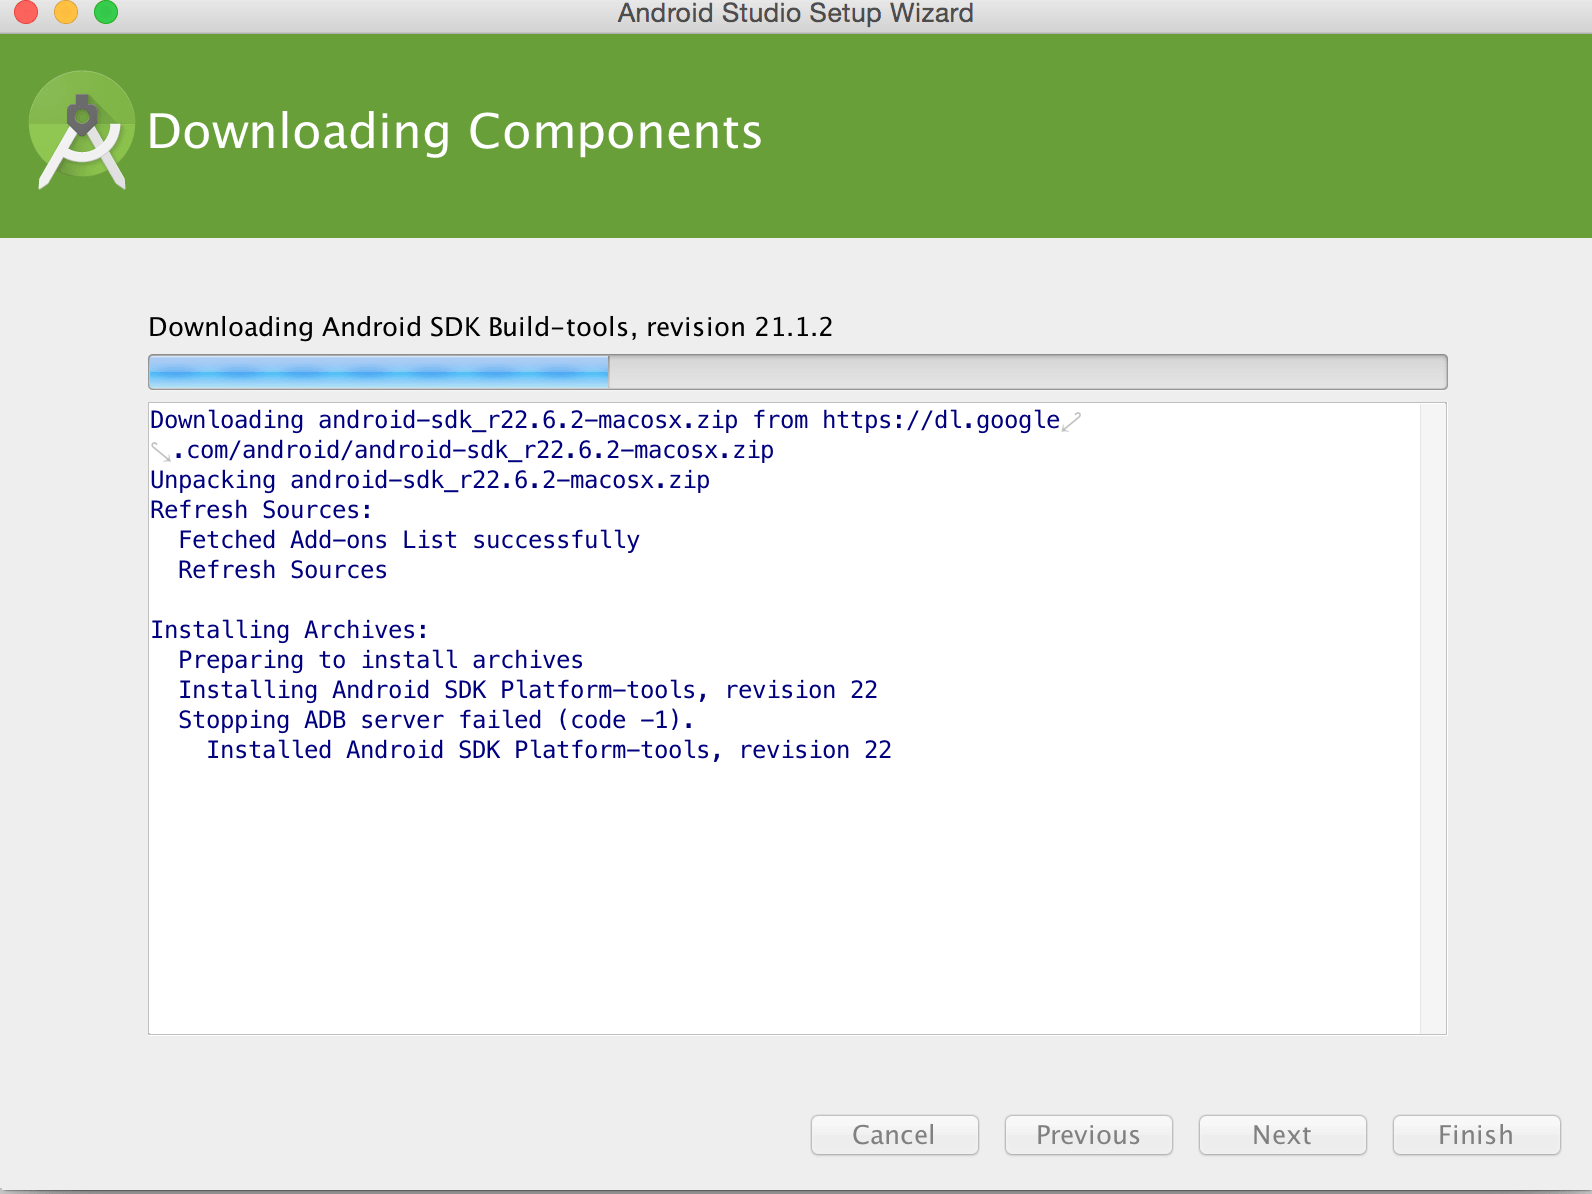 Android Studio Setup Wizard
Downloading Components
Downloading Android SDK Build-tools, revision 21.1.2
Downloading android-sdk_r22.6.2-macosx.zip from https://dl.google
.com/android/android-sdk_r22.6.2-macosx.zip
Unpacking android-sdk_r22.6.2-macosx.zip
Refresh Sources:
  Fetched Add-ons List successfully
  Refresh Sources
Installing Archives:
  Preparing to install archives
  Installing Android SDK Platform-tools, revision 22
  Stopping ADB server failed (code -1).
    Installed Android SDK Platform-tools, revision 22
Cancel Previous Next Finish